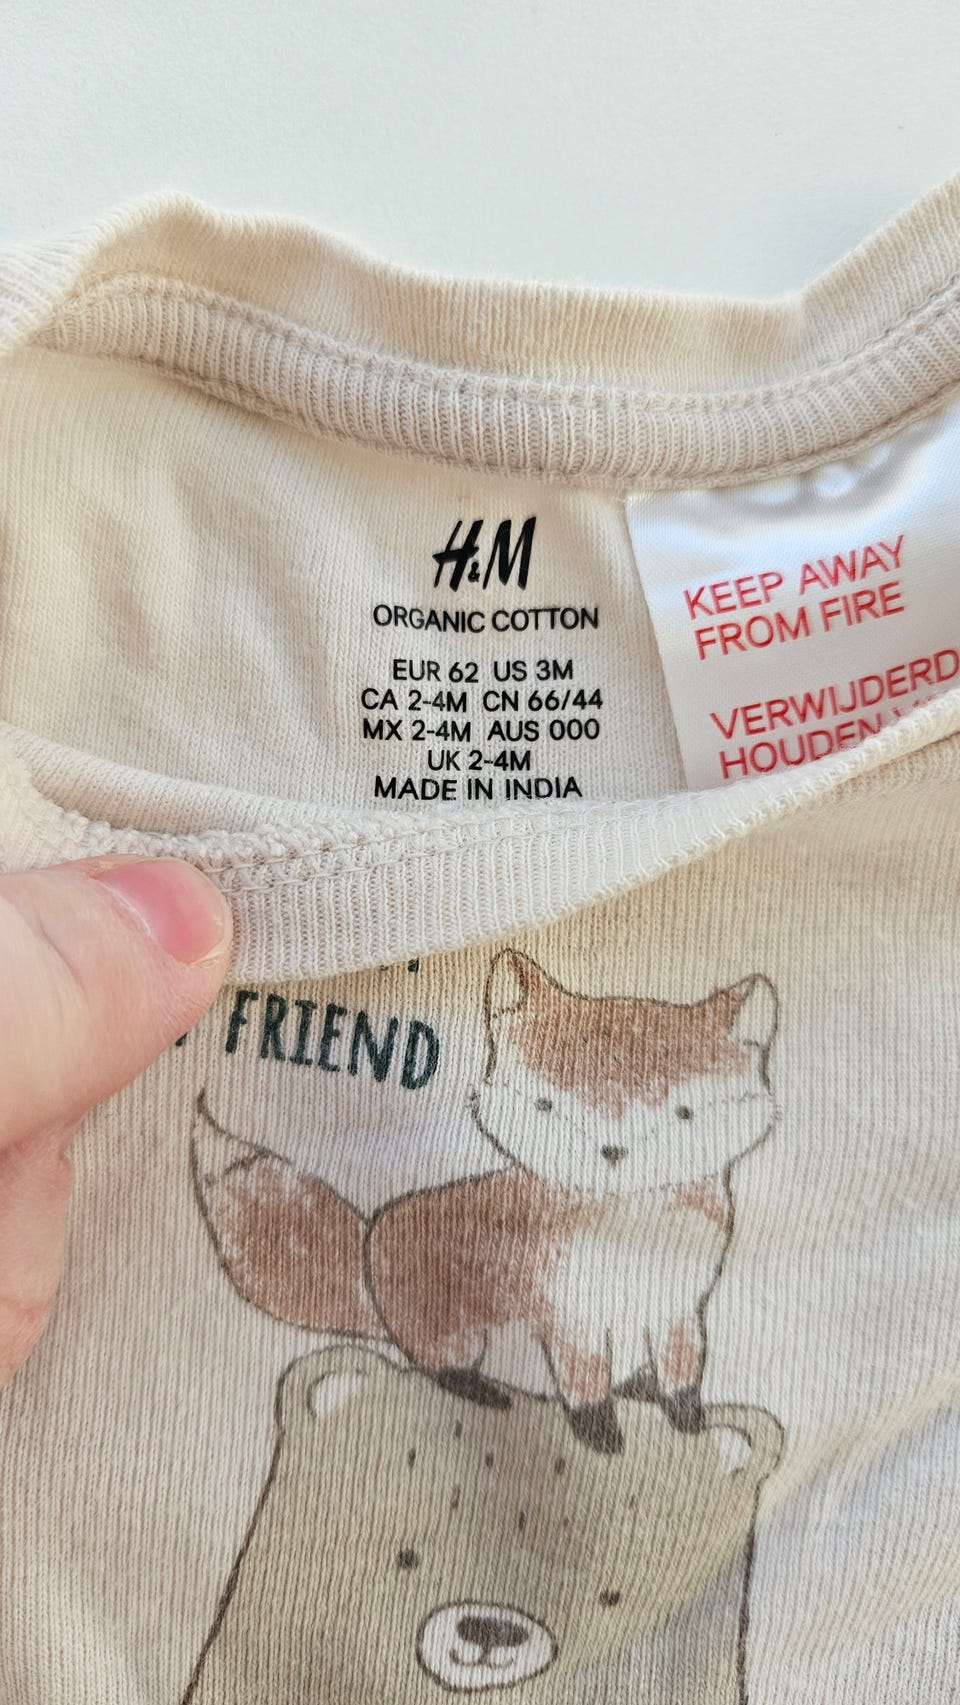 H&M
ORGANIC COTTON
EUR 62 US 3M
CA 2-4M CN 66/44
MX 2-4M AUS 000
UK 2-4M
MADE IN INDIA
KEEP AWAY
FROM FIRE
VERWIJDERD
HOUDEN
FRIEND